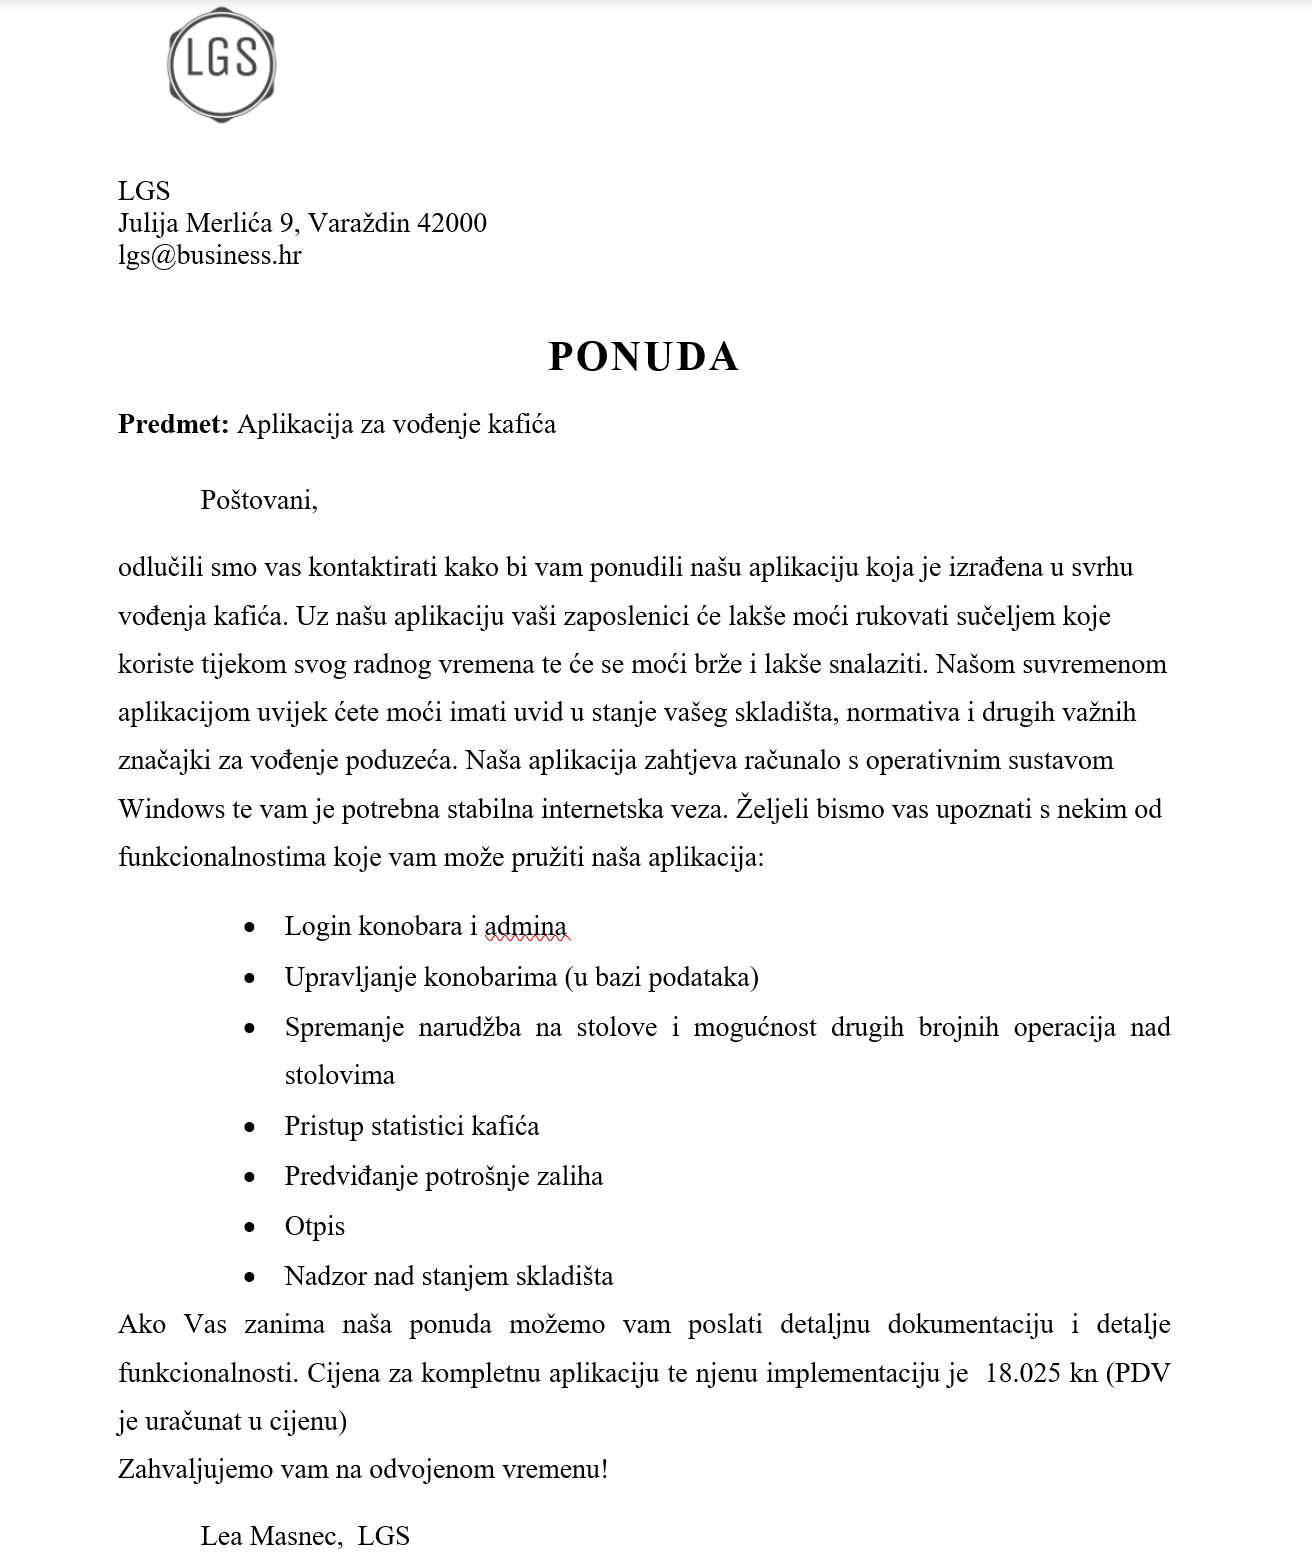 LGS
LGS
Julija Merlića 9, Varaždin 42000
lgs@business.hr
PONUDA
Predmet: Aplikacija za vođenje kafića
Poštovani,
odlučili smo vas kontaktirati kako bi vam ponudili našu aplikaciju koja je izrađena u svrhu
vođenja kafića. Uz našu aplikaciju vaši zaposlenici će lakše moći rukovati sučeljem koje
koriste tijekom svog radnog vremena te će se moći brže i lakše snalaziti. Našom suvremenom
aplikacijom uvijek ćete moći imati uvid u stanje vašeg skladišta, normativa i drugih važnih
značajki za vođenje poduzeća. Naša aplikacija zahtjeva računalo s operativnim sustavom
Windows te vam je potrebna stabilna internetska veza. Željeli bismo vas upoznati s nekim od
funkcionalnostima koje vam može pružiti naša aplikacija:
• Login konobara i admina
• Upravljanje konobarima (u bazi podataka)
• Spremanje narudžba na stolove i mogućnost drugih brojnih operacija nad
stolovima
• Pristup statistici kafića
• Predviđanje potrošnje zaliha
• Otpis
• Nadzor nad stanjem skladišta
Ako Vas zanima naša ponuda možemo vam poslati detaljnu dokumentaciju i detalje
funkcionalnosti. Cijena za kompletnu aplikaciju te njenu implementaciju je  18.025 kn (PDV
je uračunat u cijenu)
Zahvaljujemo vam na odvojenom vremenu!
Lea Masnec,  LGS